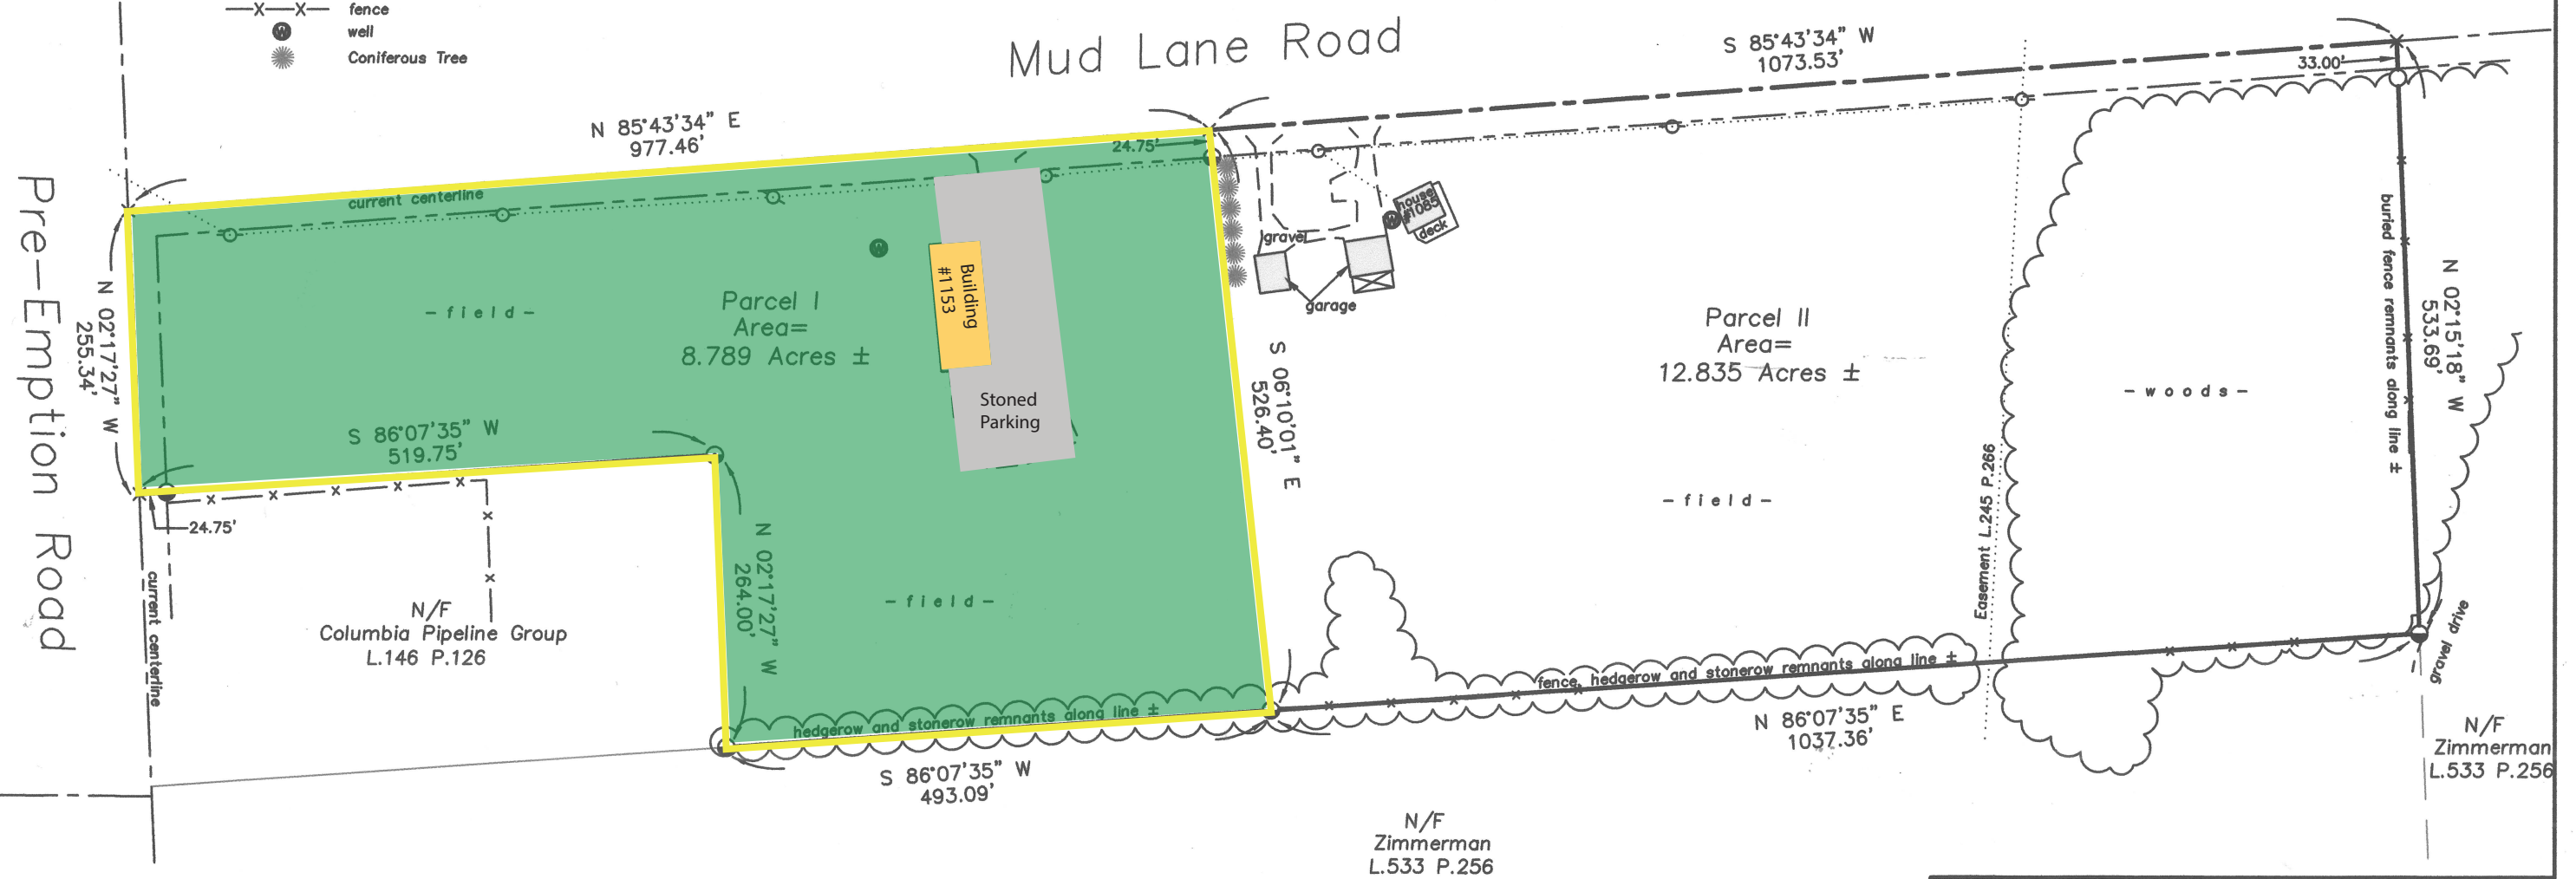 fence
well
Coniferous Tree
W
Mud Lane Road
S 85°43'34" W
1073.53'
33.00'
N 85°43'34" E
977.46'
24.75'
current centerline
Pre-Emption Road
N 02°17'27" W
255.34'
- field -
Parcel I
Area=
8.789 Acres ±
W
Building
#1153
Stoned
Parking
S 86°07'35" W
519.75'
24.75'
current centerline
N/F
Columbia Pipeline Group
L.146 P.126
N 02°17'27" W
264.00'
- field -
hedgerow and stonerow remnants along line ±
S 86°07'35" W
493.09'
S 06°10'01" E
526.40'
gravel
garage
W
house
#1085
deck
Parcel II
Area=
12.835 Acres ±
- field -
Easement L.245 P.266
- woods -
buried fence remnants along line ±
N 02°15'18" W
533.69'
gravel drive
fence, hedgerow and stonerow remnants along line ±
N 86°07'35" E
1037.36'
N/F
Zimmerman
L.533 P.256
N/F
Zimmerman
L.533 P.256